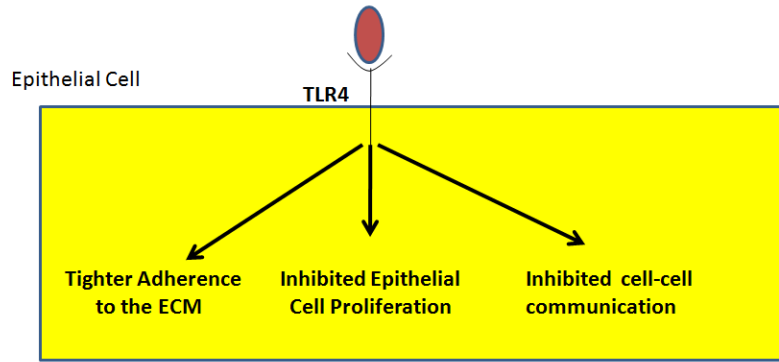 Epithelial Cell
TLR4
Tighter Adherence
to the ECM
Inhibited Epithelial
Cell Proliferation
Inhibited cell-cell
communication